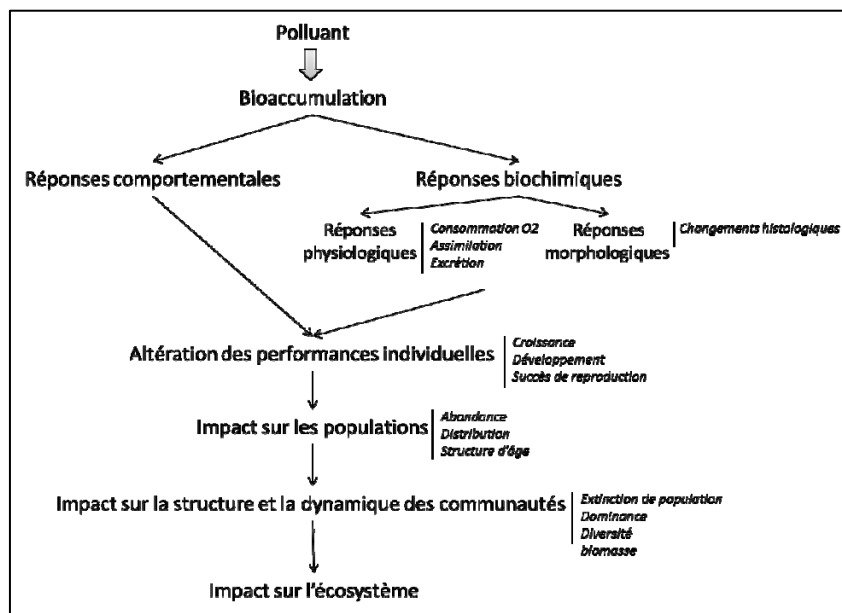 Polluant
Bioaccumulation
Réponses comportementales
Réponses biochimiques
Réponses
physiologiques
Consommation O2
Assimilation
Excrétion
Réponses
morphologiques
Changements histologiques
Altération des performances individuelles
Croissance
Développement
Succès de reproduction
Impact sur les populations
Abondance
Distribution
Structure d'âge
Impact sur la structure et la dynamique des communautés
Extinction de population
Dominance
Diversité
biomasse
Impact sur l'écosystème